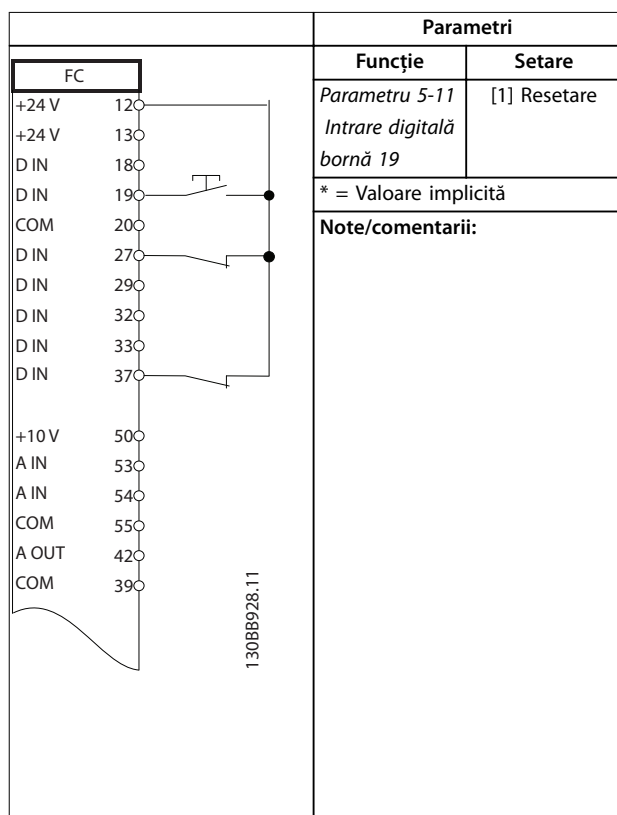 Parametri
Funcție Setare
Parametru 5-11 [1] Resetare
Intrare digitală
bornă 19
* = Valoare implicită
Note/comentarii:
FC
+24 V 12
+24 V 13
D IN 18
D IN 19
COM 20
D IN 27
D IN 29
D IN 32
D IN 33
D IN 37
+10 V 50
A IN 53
A IN 54
COM 55
A OUT 42
COM 39
130BB928.11